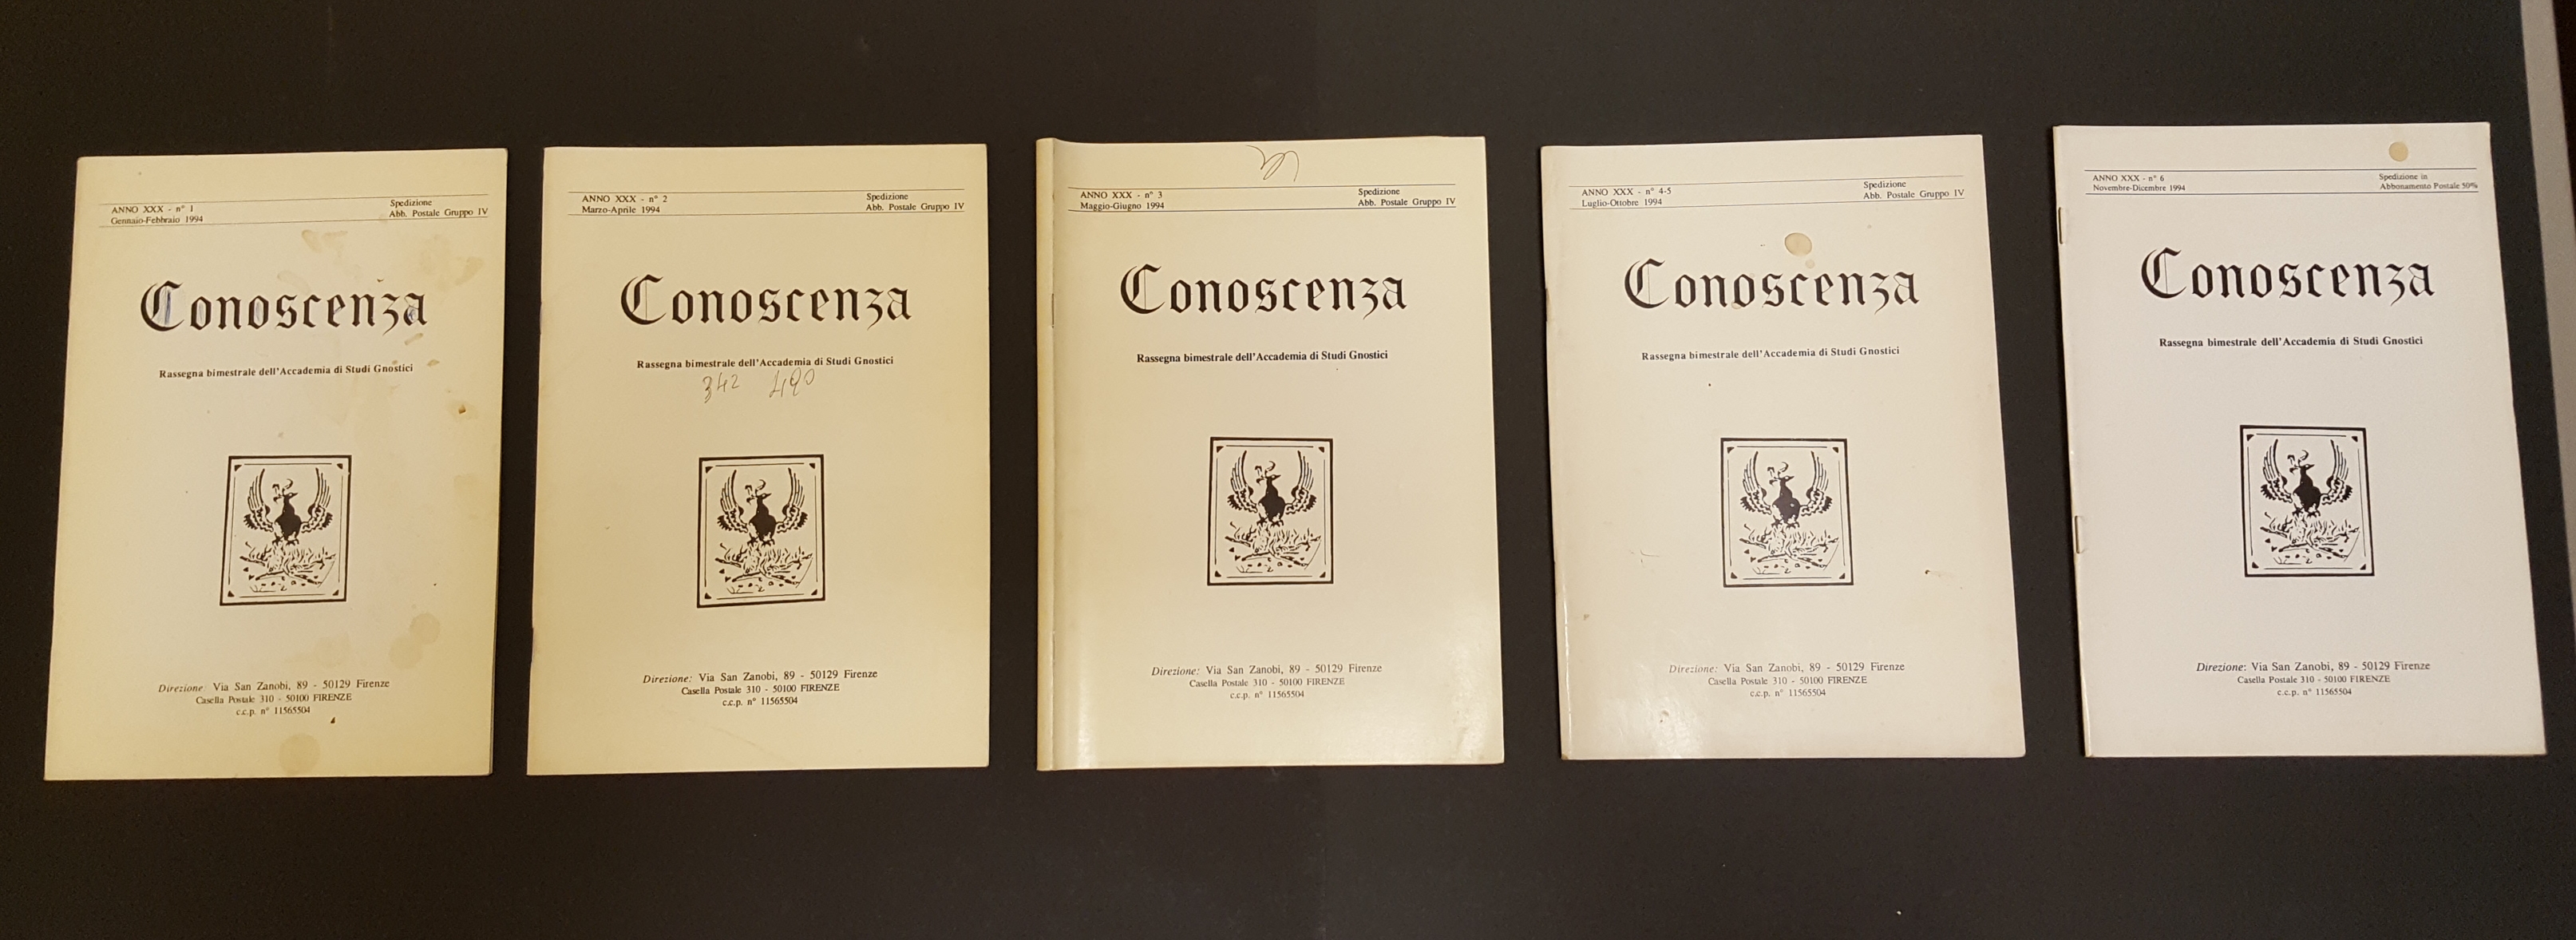 ANNO XXX - n° 1
Gennaio-Febbraio 1994
Spedizione
Abb. Postale Gruppo IV
Conoscenza
Rassegna bimestrale dell'Accademia di Studi Gnostici
Direzione: Via San Zanobi, 89 - 50129 Firenze
Casella Postale 310 - 50100 FIRENZE
c.c.p. n° 11565504
ANNO XXX - n° 2
Marzo-Aprile 1994
Spedizione
Abb. Postale Gruppo IV
Conoscenza
Rassegna bimestrale dell'Accademia di Studi Gnostici
342 490
Direzione: Via San Zanobi, 89 - 50129 Firenze
Casella Postale 310 - 50100 FIRENZE
c.c.p. n° 11565504
ANNO XXX - n° 3
Maggio-Giugno 1994
Spedizione
Abb. Postale Gruppo IV
Conoscenza
Rassegna bimestrale dell'Accademia di Studi Gnostici
Direzione: Via San Zanobi, 89 - 50129 Firenze
Casella Postale 310 - 50100 FIRENZE
c.c.p. n° 11565504
ANNO XXX - n° 4-5
Luglio-Ottobre 1994
Spedizione
Abb. Postale Gruppo IV
Conoscenza
Rassegna bimestrale dell'Accademia di Studi Gnostici
Direzione: Via San Zanobi, 89 - 50129 Firenze
Casella Postale 310 - 50100 FIRENZE
c.c.p. n° 11565504
ANNO XXX - n° 6
Novembre-Dicembre 1994
Spedizione in
Abbonamento Postale 50%
Conoscenza
Rassegna bimestrale dell'Accademia di Studi Gnostici
Direzione: Via San Zanobi, 89 - 50129 Firenze
Casella Postale 310 - 50100 FIRENZE
c.c.p. n° 11565504